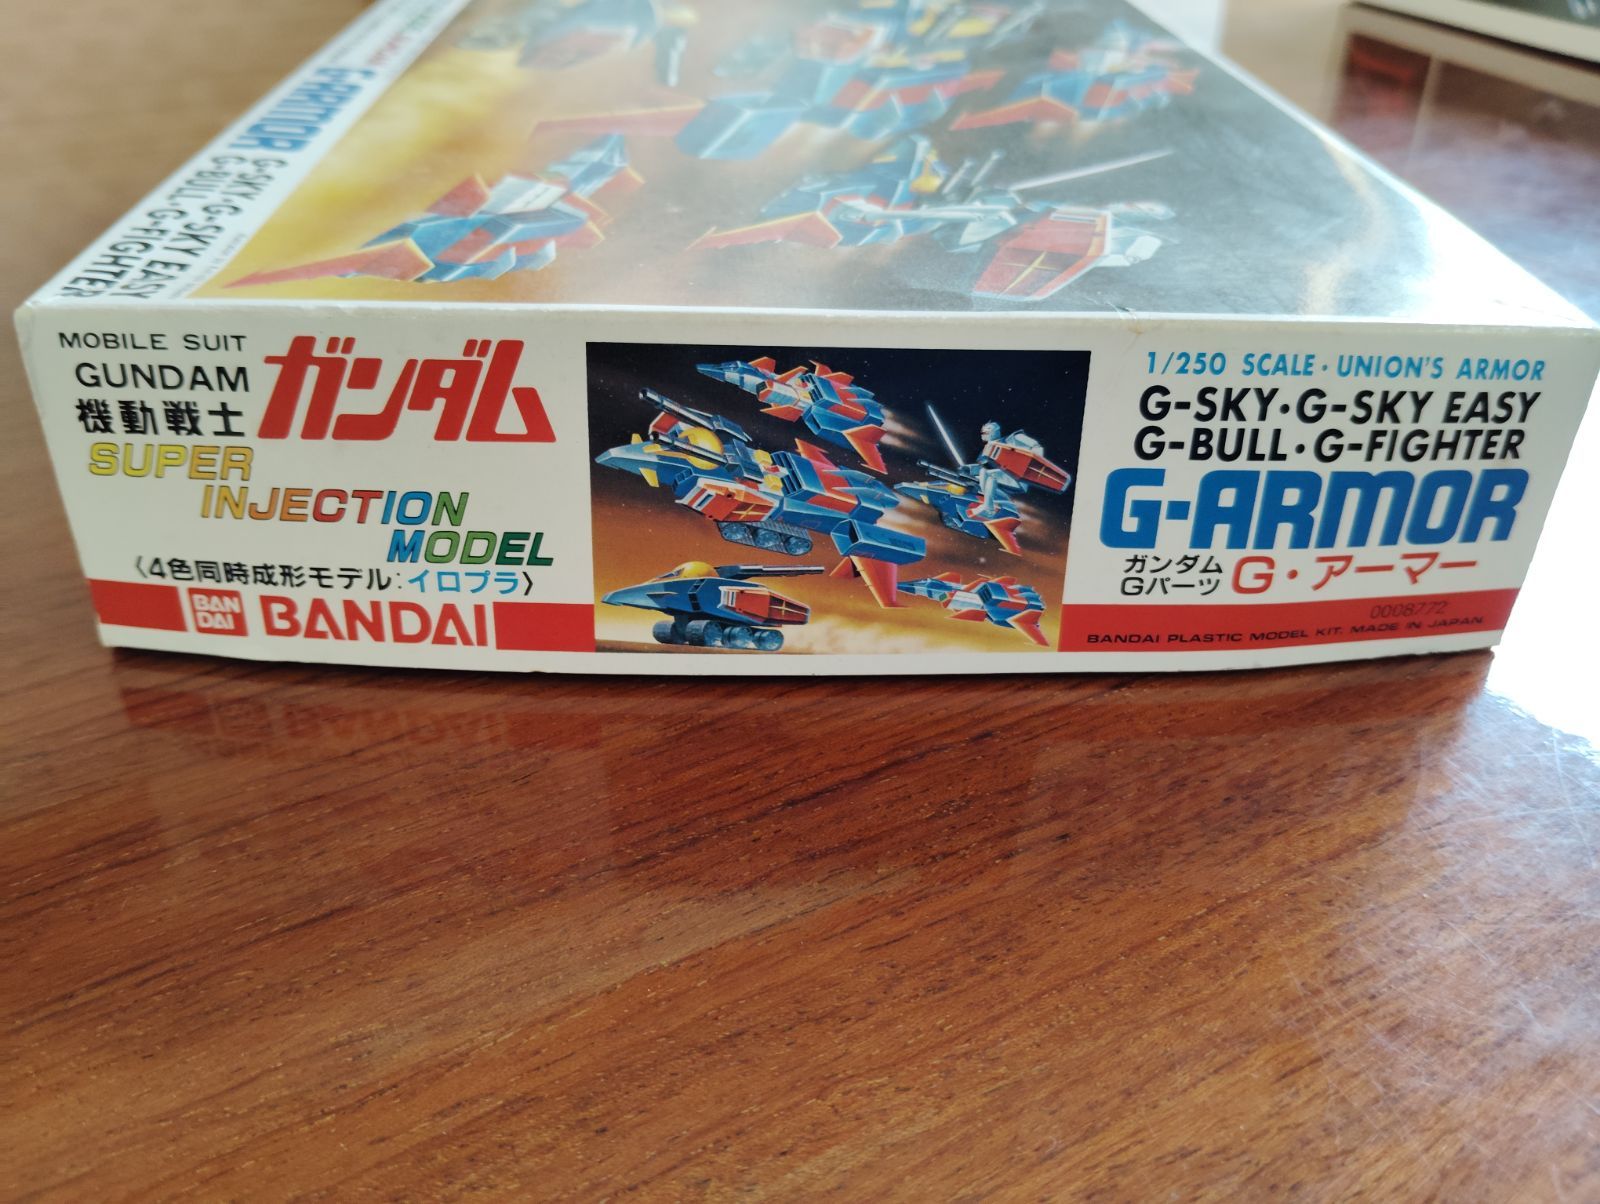 G-ARMOR
G-SKY・G-SKY EASY
G-BULL・G-FIGHTER
MOBILE SUIT
GUNDAM
機動戦士
ガンダム
SUPER
INJECTION
MODEL
〈4色同時成形モデル:イロプラ〉
BAN
DAI
BANDAI
1/250 SCALE・UNION'S ARMOR
G-SKY・G-SKY EASY
G-BULL・G-FIGHTER
G-ARMOR
ガンダム
Gパーツ
G・アーマー
0008772
BANDAI PLASTIC MODEL KIT. MADE IN JAPAN